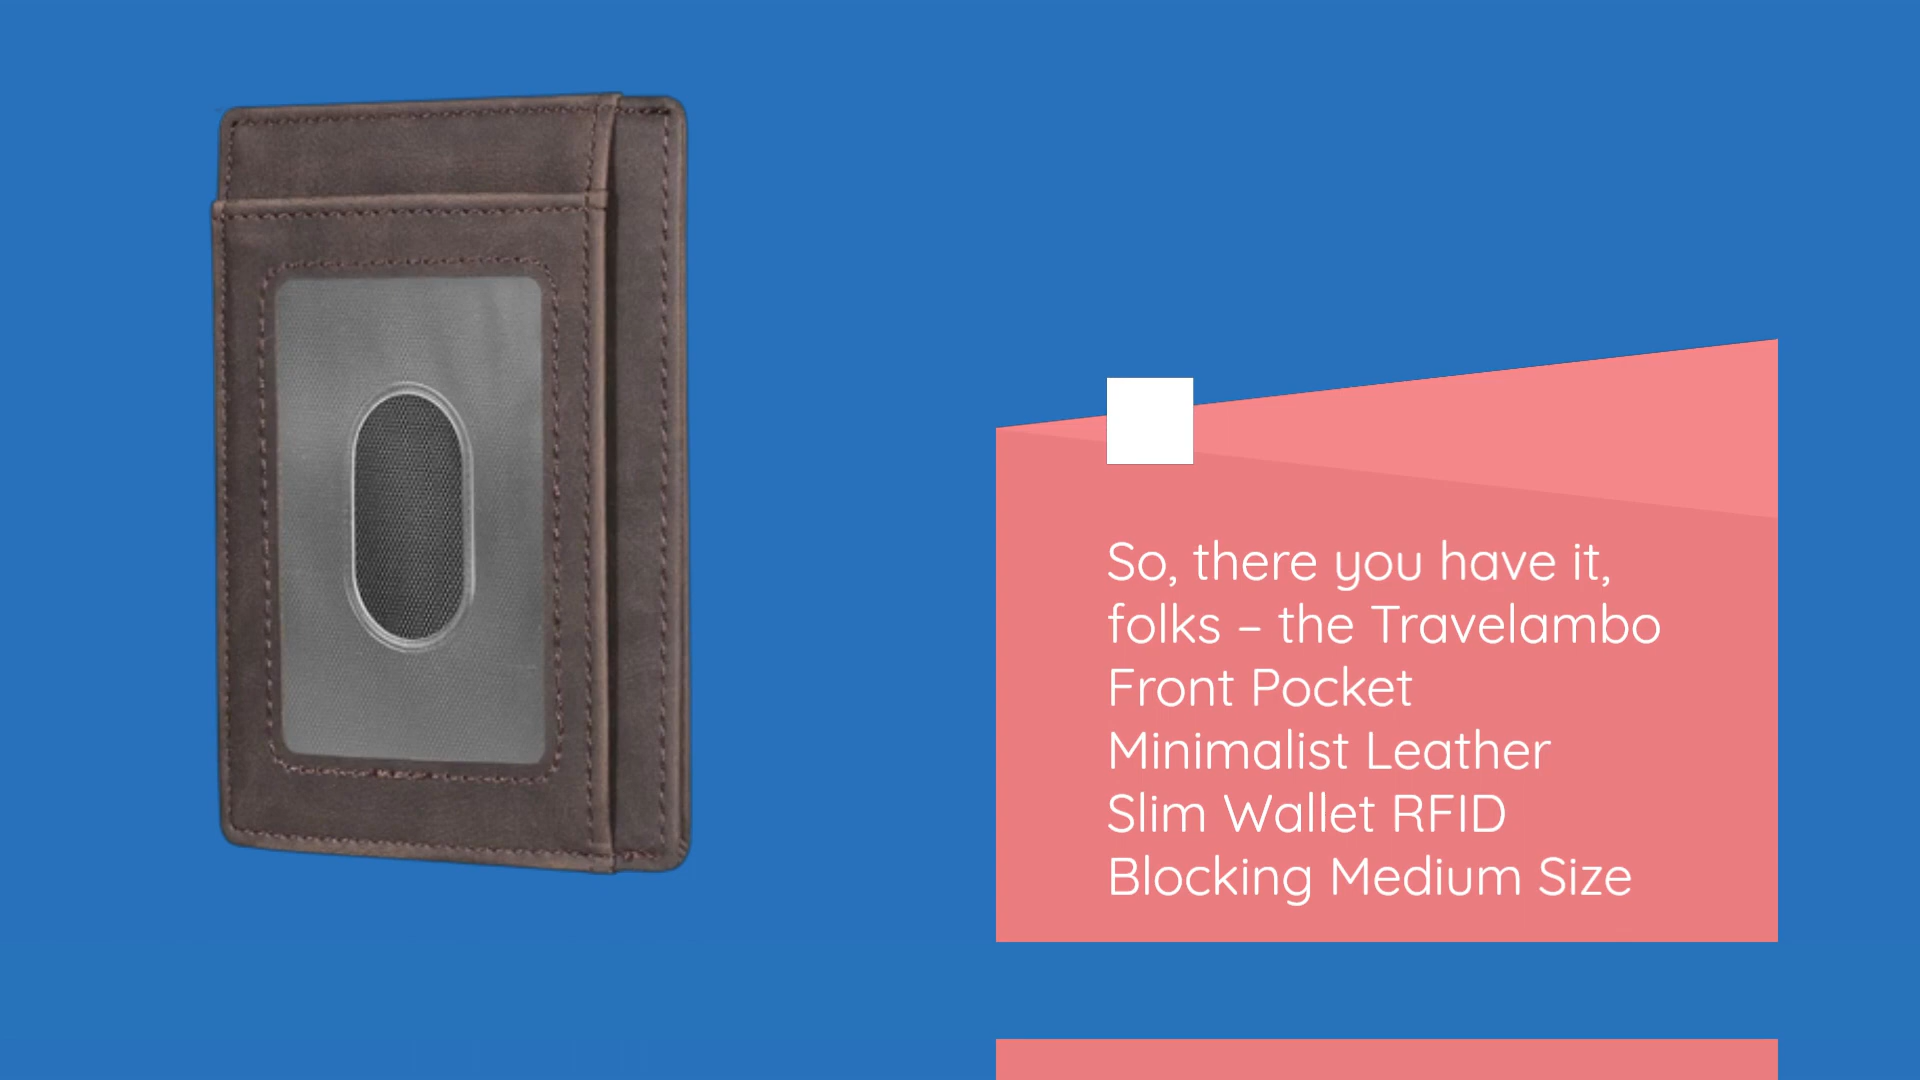 So, there you have it,
folks – the Travelambo
Front Pocket
Minimalist Leather
Slim Wallet RFID
Blocking Medium Size